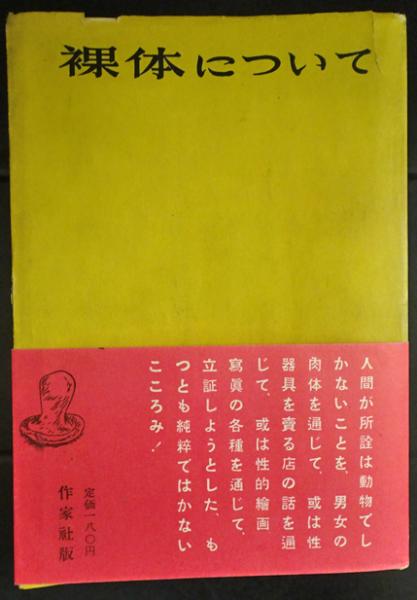 裸体について
人間が所詮は動物でし
かないことを、男女の
肉体を通じて、或は性
器具を賣る店の話を通
じて、或は性的繪画
寫眞の各種を通じて、
立証しようとした、も
つとも純粋ではかない
こころみ!
定価一八〇円
作家社版